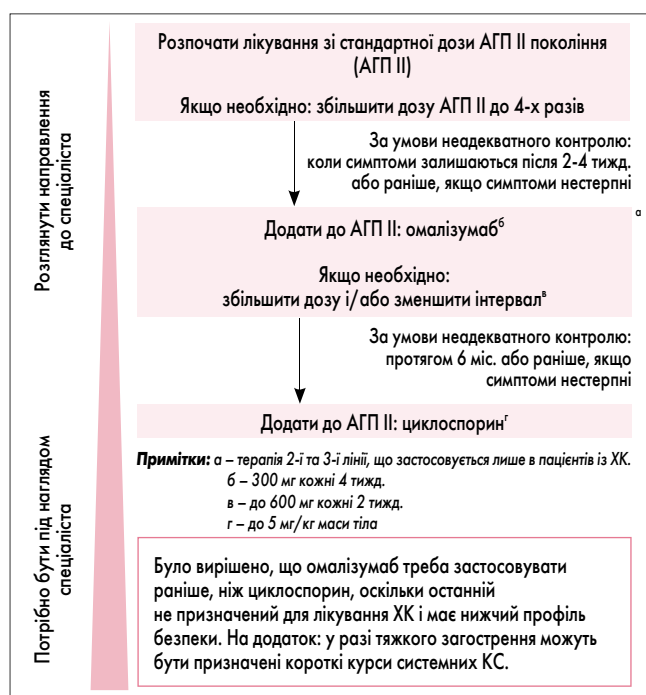 Розглянути направлення
до спеціаліста
Потрібно бути під наглядом
спеціаліста
Розпочати лікування зі стандартної дози АГП ІІ покоління
(АГП ІІ)
Якщо необхідно: збільшити дозу АГП ІІ до 4-х разів
За умови неадекватного контролю:
коли симптоми залишаються після 2-4 тижд.
або раніше, якщо симптоми нестерпні
а
Додати до АГП ІІ: омалізумабб
Якщо необхідно:
збільшити дозу і/або зменшити інтервалв
За умови неадекватного контролю:
протягом 6 міс. або раніше, якщо
симптоми нестерпні
Додати до АГП ІІ: циклоспоринг
Примітки: а – терапія 2-ї та 3-ї лінії, що застосовується лише в пацієнтів із ХК.
б – 300 мг кожні 4 тижд.
в – до 600 мг кожні 2 тижд.
г – до 5 мг/кг маси тіла
Було вирішено, що омалізумаб треба застосовувати
раніше, ніж циклоспорин, оскільки останній
не призначений для лікування ХК і має нижчий профіль
безпеки. На додаток: у разі тяжкого загострення можуть
бути призначені короткі курси системних КС.